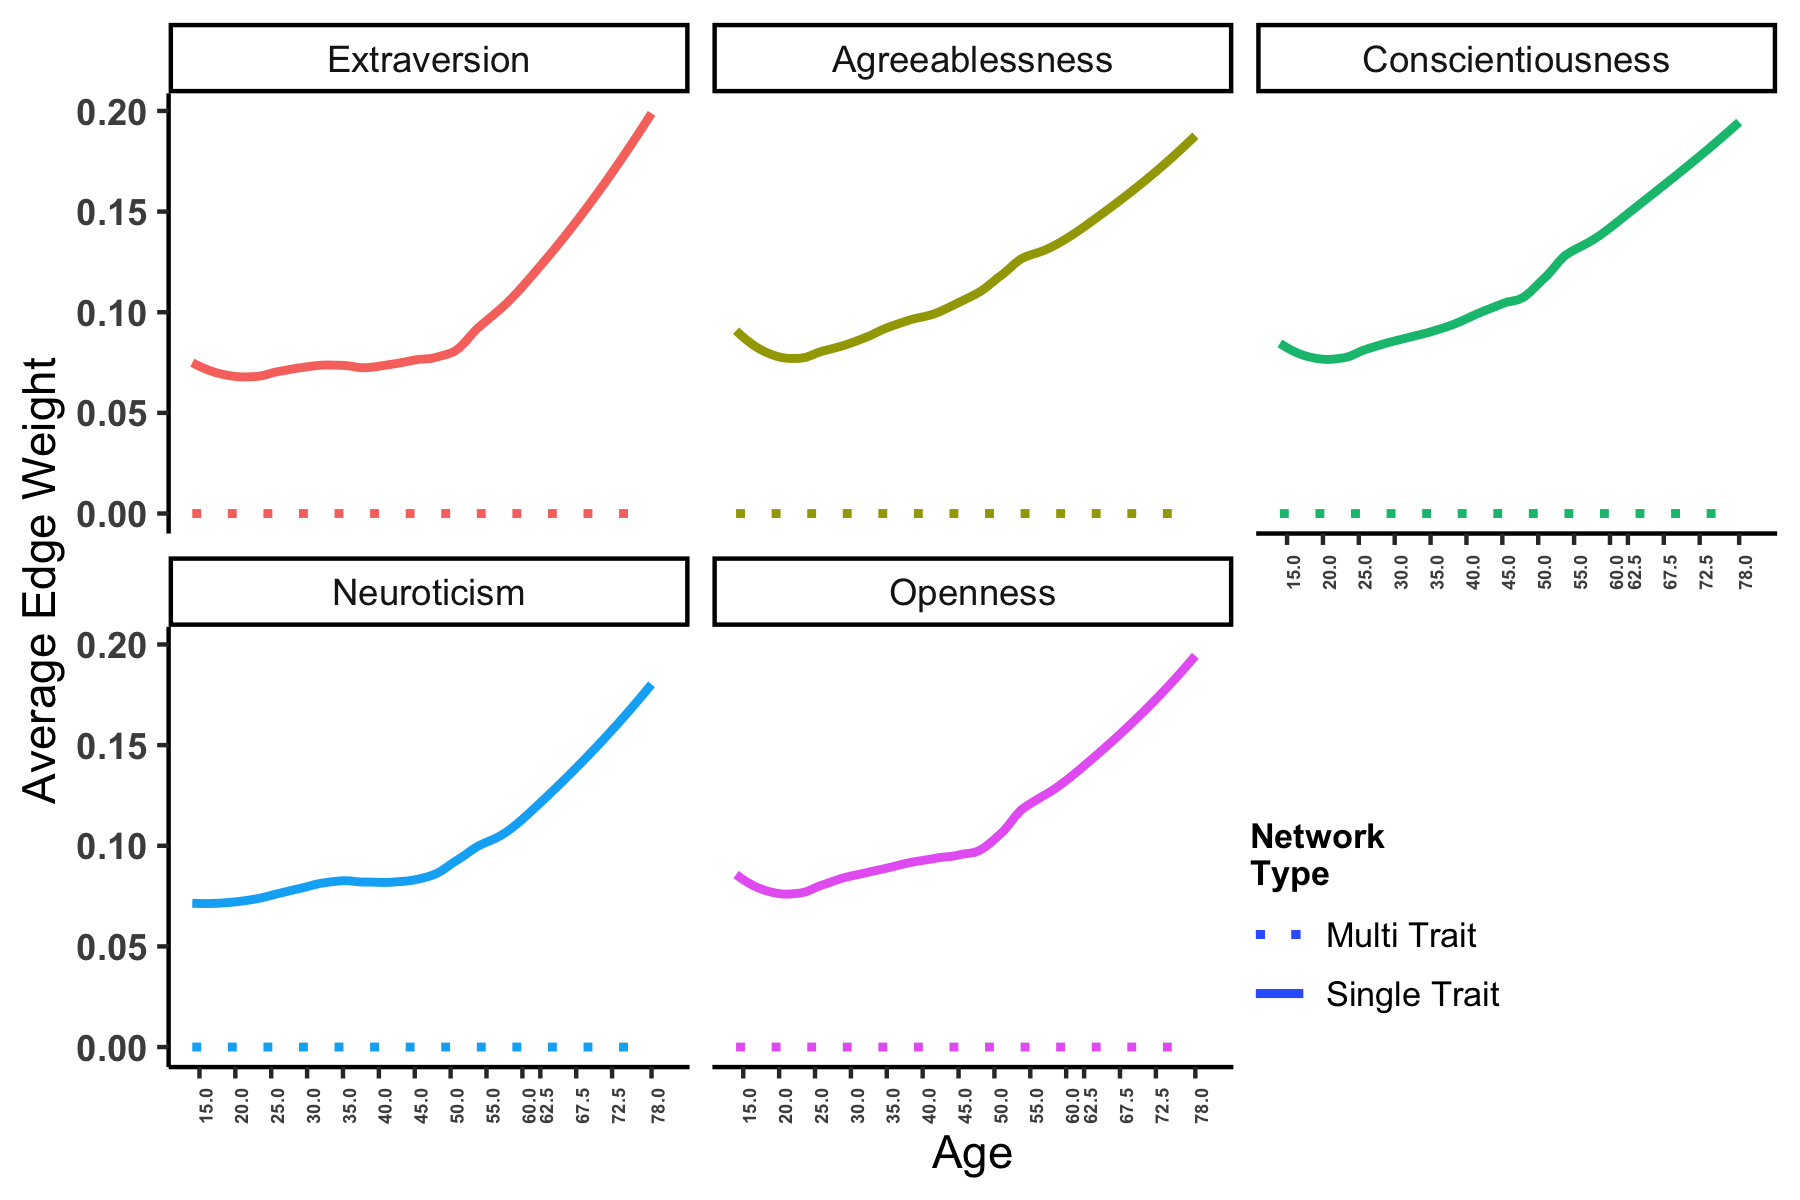 Extraversion
Agreeablessness
Conscientiousness
0.20
0.15
0.10
0.05
0.00
15.0 20.0 25.0 30.0 35.0 40.0 45.0 50.0 55.0 60.0 62.5 67.5 72.5 78.0
Average Edge Weight
Neuroticism
Openness
0.20
0.15
0.10
0.05
0.00
15.0 20.0 25.0 30.0 35.0 40.0 45.0 50.0 55.0 60.0 62.5 67.5 72.5 78.0
15.0 20.0 25.0 30.0 35.0 40.0 45.0 50.0 55.0 60.0 62.5 67.5 72.5 78.0
Age
Network
Type
Multi Trait
Single Trait